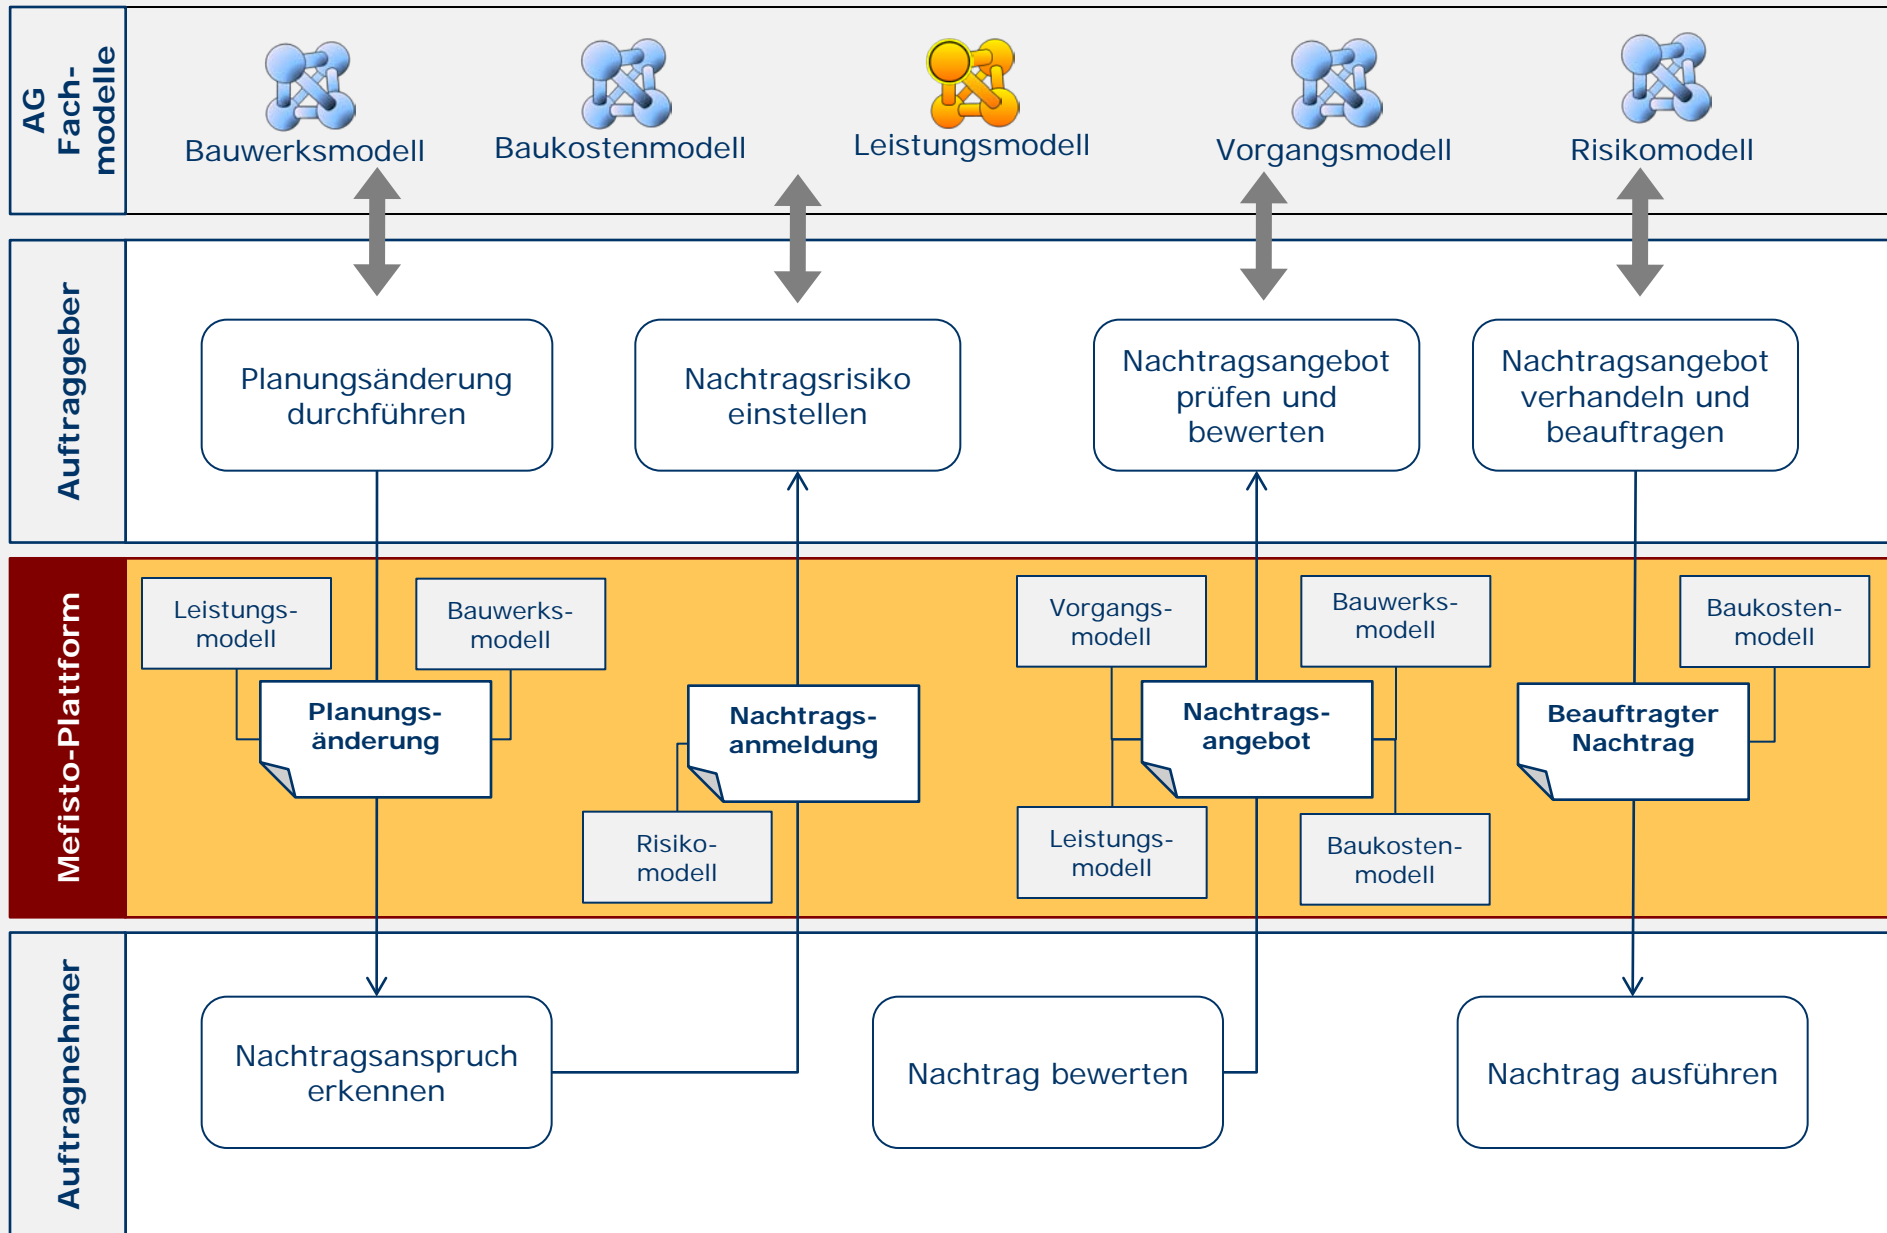 AG
Fach-
modelle
Bauwerksmodell
Baukostenmodell
Leistungsmodell
Vorgangsmodell
Risikomodell
Auftraggeber
Planungsänderung
durchführen
Nachtragsrisiko
einstellen
Nachtragsangebot
prüfen und
bewerten
Nachtragsangebot
verhandeln und
beauftragen
Mefisto-Plattform
Leistungs-
modell
Bauwerks-
modell
Planungs-
änderung
Nachtrags-
anmeldung
Risiko-
modell
Vorgangs-
modell
Bauwerks-
modell
Nachtrags-
angebot
Leistungs-
modell
Baukosten-
modell
Baukosten-
modell
Beauftragter
Nachtrag
Auftragnehmer
Nachtragsanspruch
erkennen
Nachtrag bewerten
Nachtrag ausführen